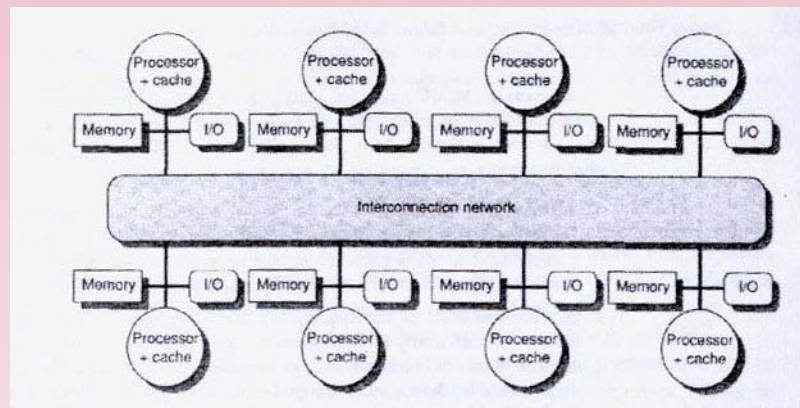 Processor
+ cache
Processor
+ cache
Processor
+ cache
Processor
+ cache
Memory
I/O
Memory
I/O
Memory
I/O
Memory
I/O
Interconnection network
Memory
I/O
Memory
I/O
Memory
I/O
Memory
I/O
Processor
+ cache
Processor
+ cache
Processor
+ cache
Processor
+ cache